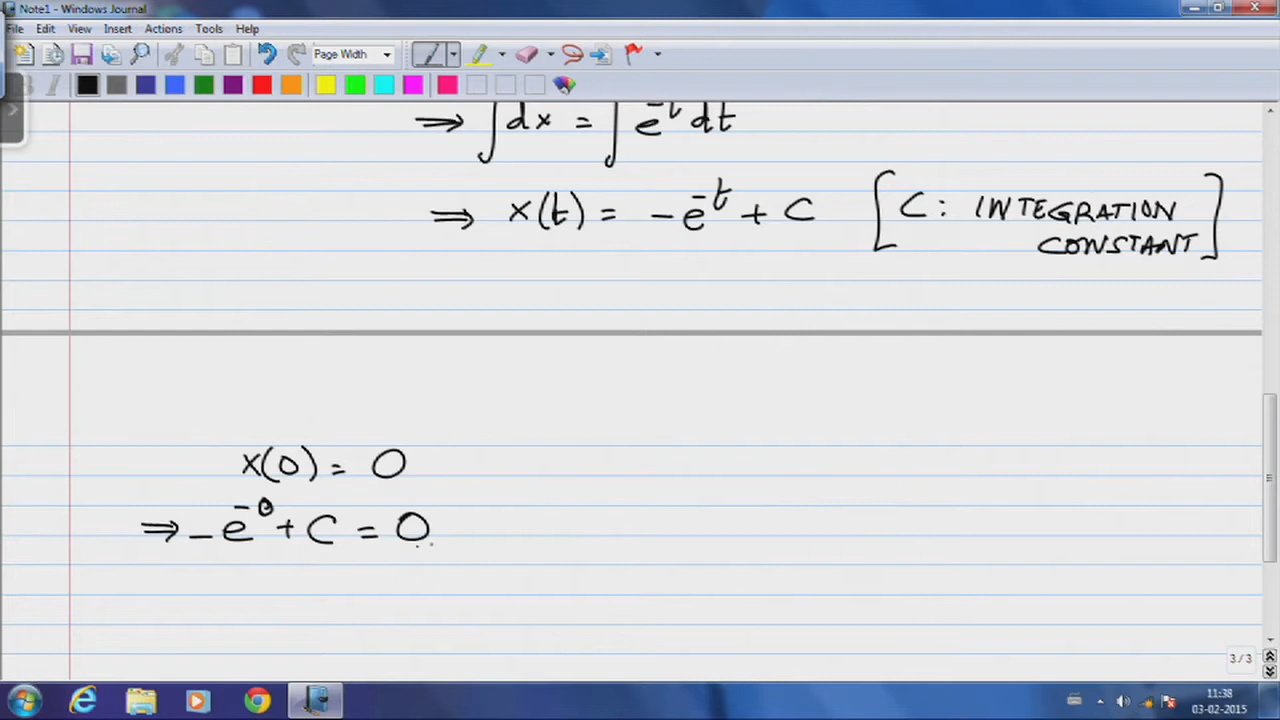 Note1 - Windows Journal
File Edit View Insert Actions Tools Help
Page Width
⟹ ∫dx = ∫e^{-t} dt
⟹ x(t) = -e^{-t} + C [C: INTEGRATION
CONSTANT]
x(0) = 0
⟹ -e^{-0} + C = 0
3/3
11:38
03-02-2015